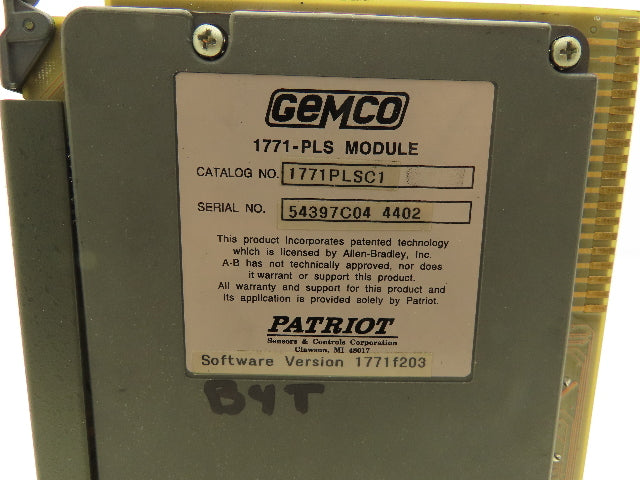 GEMCO
1771-PLS MODULE
CATALOG NO. 1771PLSC1
SERIAL NO. 54397C04 4402
This product incorporates patented technology
which is licensed by Allen-Bradley, Inc.
A-B has not technically approved, nor does
it warrant or support this product.
All warranty and support for this product and
its application is provided solely by Patriot.
PATRIOT
Sensors & Controls Corporation
Clawson, MI 48017
Software Version 1771f203
B4T